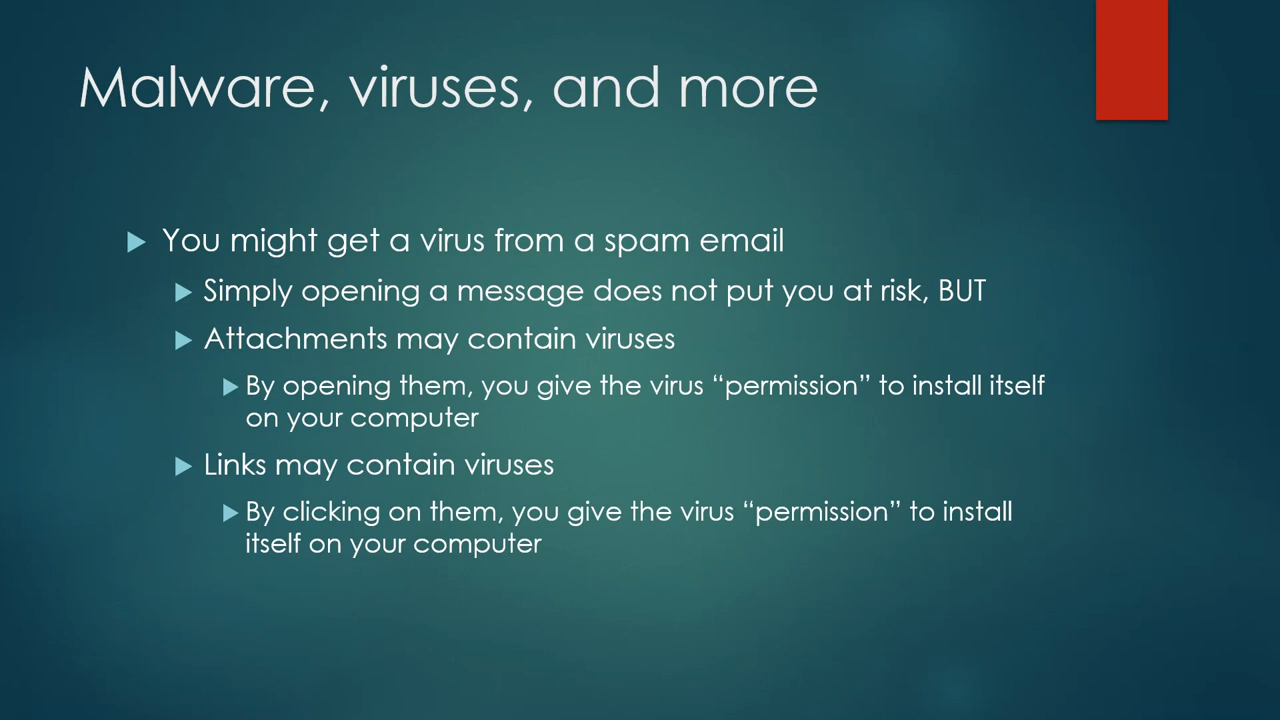 Malware, viruses, and more
You might get a virus from a spam email
Simply opening a message does not put you at risk, BUT
Attachments may contain viruses
By opening them, you give the virus “permission” to install itself
on your computer
Links may contain viruses
By clicking on them, you give the virus “permission” to install
itself on your computer